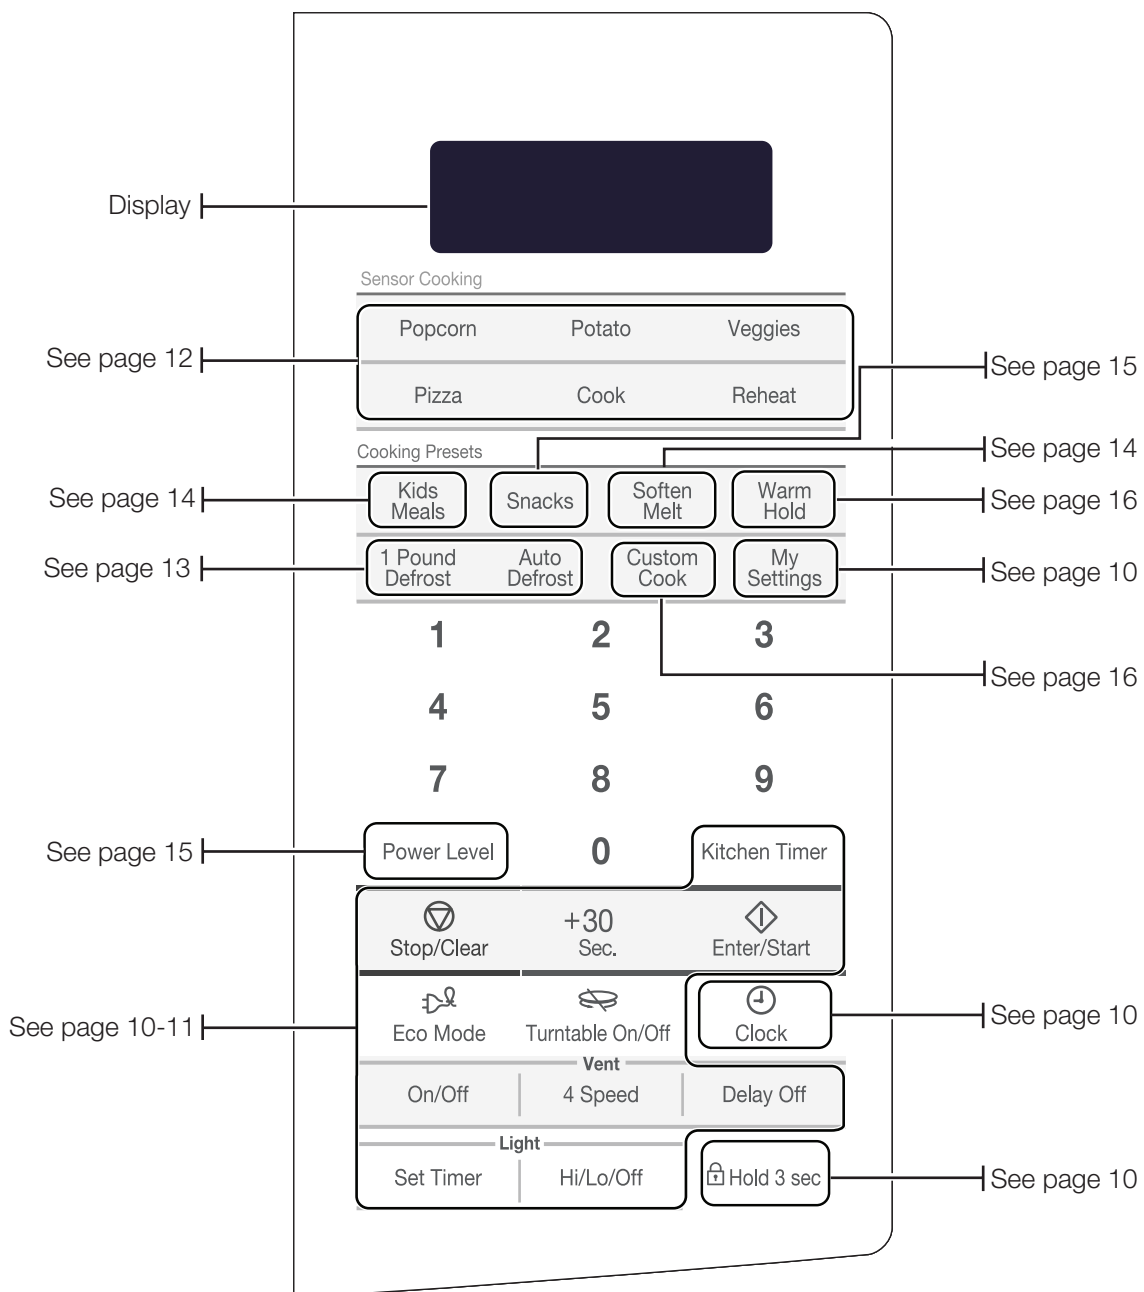 Display
Sensor Cooking
Popcorn Potato Veggies
See page 12
See page 15
Pizza Cook Reheat
Cooking Presets
See page 14
See page 14
Kids Meals
Snacks
Soften Melt
Warm Hold
See page 16
See page 13
1 Pound Defrost
Auto Defrost
Custom Cook
My Settings
See page 10
1 2 3
See page 16
4 5 6
7 8 9
See page 15
Power Level 0 Kitchen Timer
Stop/Clear
+30 Sec.
Enter/Start
See page 10-11
Eco Mode Turntable On/Off Clock
See page 10
Vent
On/Off 4 Speed Delay Off
Light
Set Timer Hi/Lo/Off Hold 3 sec
See page 10